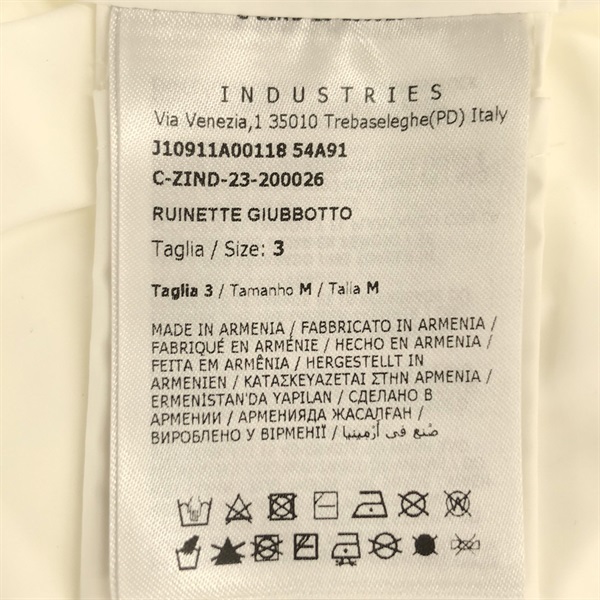 INDUSTRIES
Via Venezia,1 35010 Trebaseleghe(PD) Italy
J10911A00118 54A91
C-ZIND-23-200026
RUINETTE GIUBBOTTO
Taglia / Size: 3
Taglia 3 / Tamanho M / Talla M
MADE IN ARMENIA / FABBRICATO IN ARMENIA /
FABRIQUÉ EN ARMÉNIE / HECHO EN ARMENIA /
FEITA EM ARMÊNIA / HERGESTELLT IN
ARMENIEN / ΚΑΤΑΣΚΕΥΑΖΕΤΑΙ ΣΤΗΝ ΑΡΜΕΝΙΑ /
ERMENİSTAN'DA YAPILAN / СДЕЛАНО В
АРМЕНИИ / АРМЕНИЯДА ЖАСАЛҒАН /
ВИРОБЛЕНО У ВІРМЕНІЇ / صُنع في أرمينيا